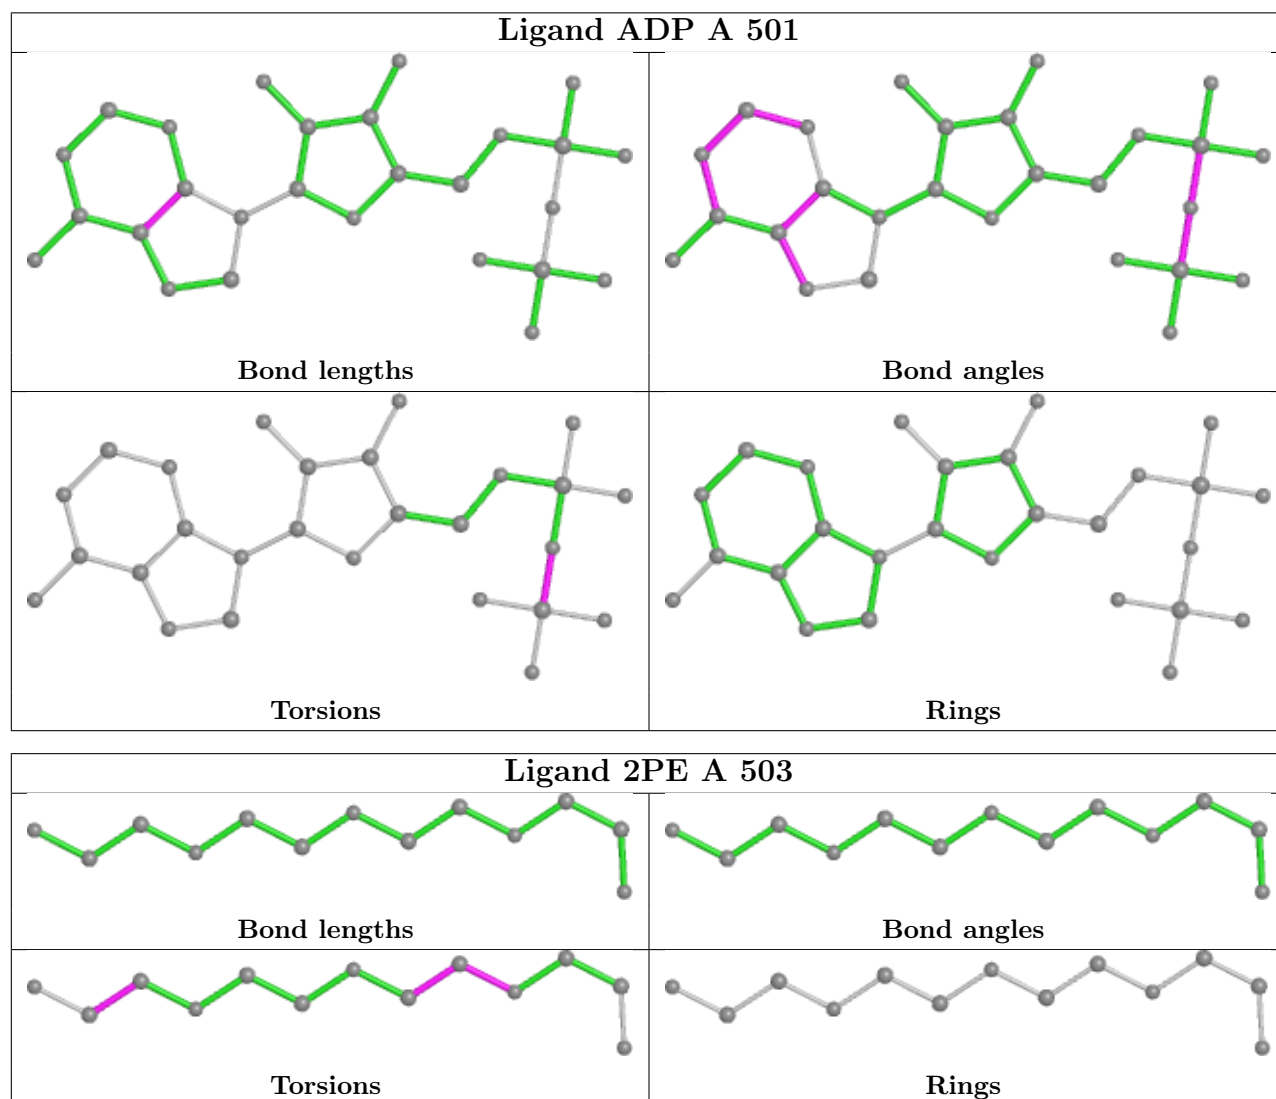 Ligand ADP A 501
Bond lengths
Bond angles
Torsions
Rings
Ligand 2PE A 503
Bond lengths
Bond angles
Torsions
Rings